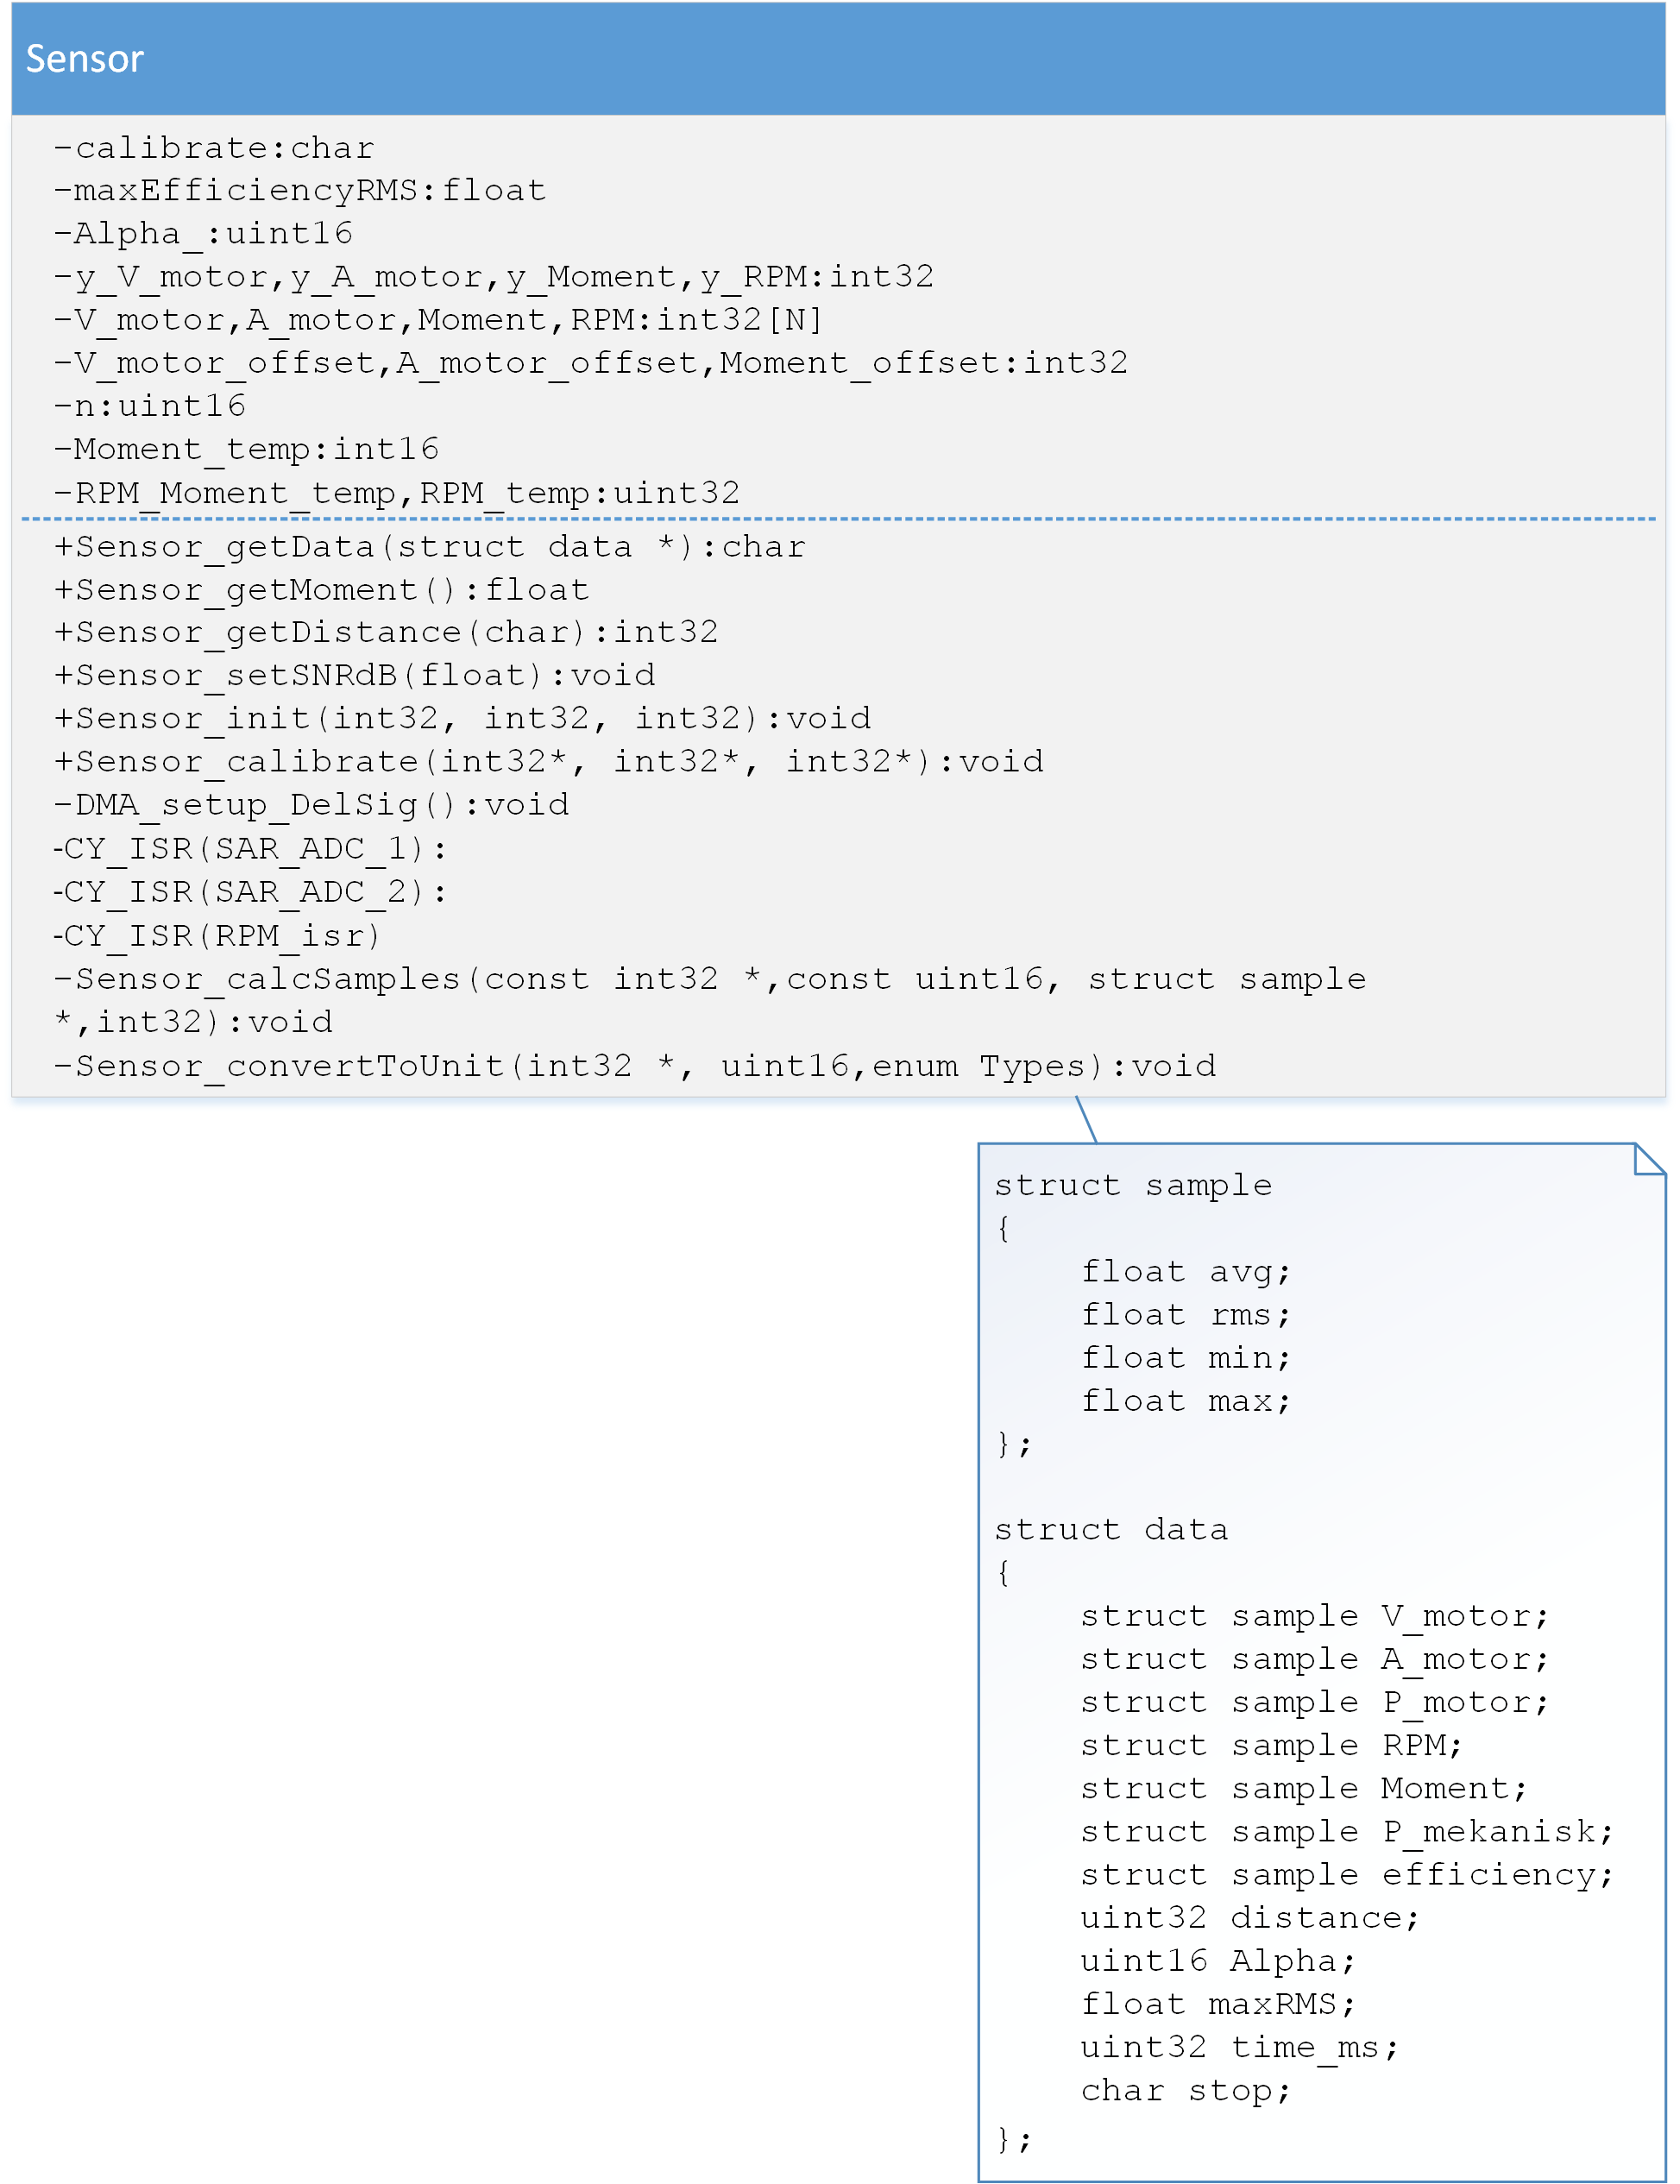 Sensor
-calibrate:char
-maxEfficiencyRMS:float
-Alpha_:uint16
-y_V_motor,y_A_motor,y_Moment,y_RPM:int32
-V_motor,A_motor,Moment,RPM:int32[N]
-V_motor_offset,A_motor_offset,Moment_offset:int32
-n:uint16
-Moment_temp:int16
-RPM_Moment_temp,RPM_temp:uint32
+Sensor_getData(struct data *):char
+Sensor_getMoment():float
+Sensor_getDistance(char):int32
+Sensor_setSNRdB(float):void
+Sensor_init(int32, int32, int32):void
+Sensor_calibrate(int32*, int32*, int32*):void
-DMA_setup_DelSig():void
-CY_ISR(SAR_ADC_1):
-CY_ISR(SAR_ADC_2):
-CY_ISR(RPM_isr)
-Sensor_calcSamples(const int32 *,const uint16, struct sample
*,int32):void
-Sensor_convertToUnit(int32 *, uint16,enum Types):void
struct sample
{
float avg;
float rms;
float min;
float max;
};
struct data
{
struct sample V_motor;
struct sample A_motor;
struct sample P_motor;
struct sample RPM;
struct sample Moment;
struct sample P_mekanisk;
struct sample efficiency;
uint32 distance;
uint16 Alpha;
float maxRMS;
uint32 time_ms;
char stop;
};